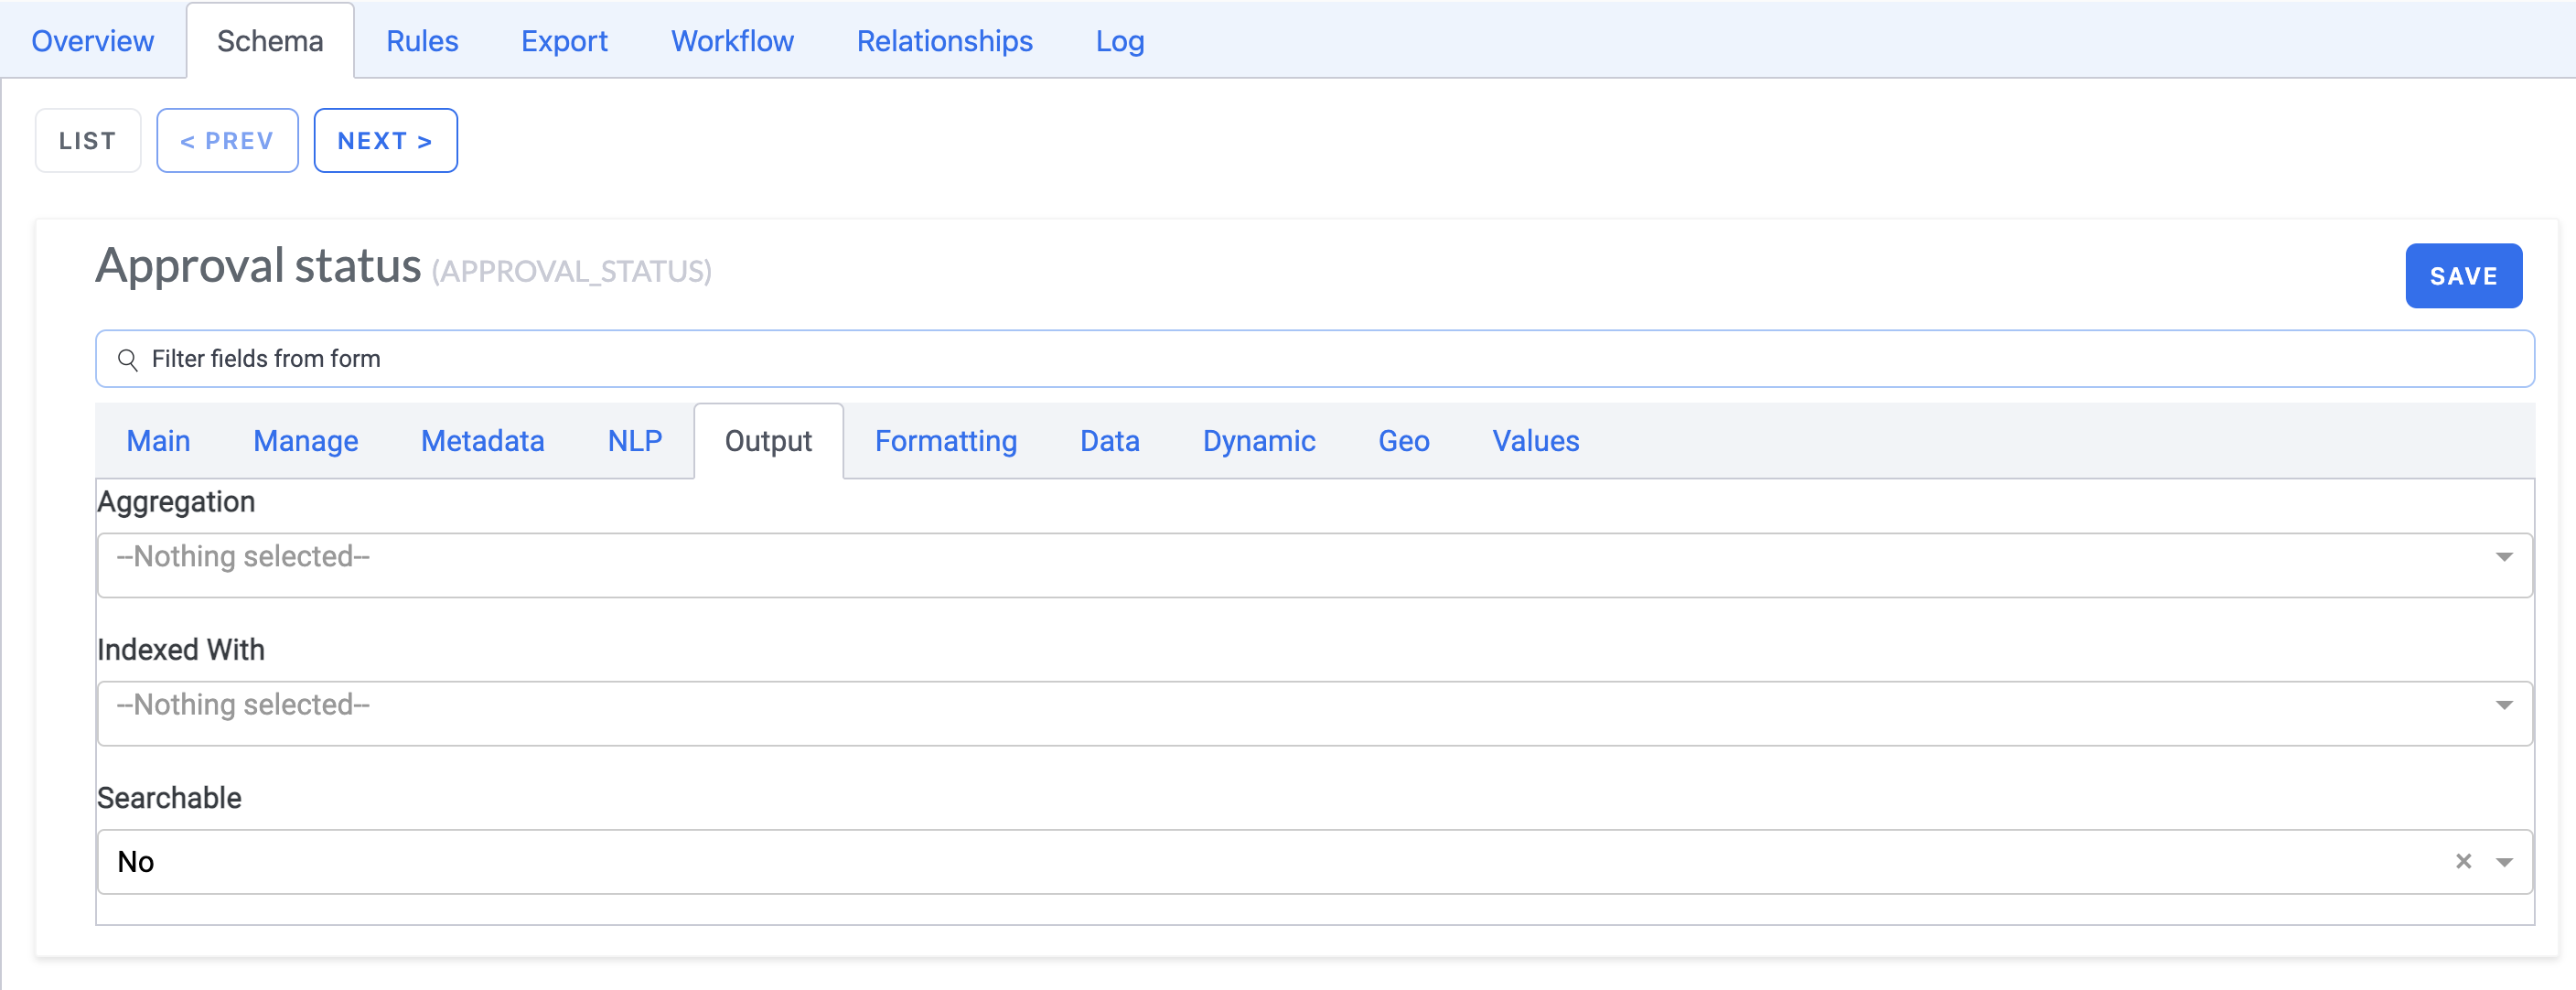 Overview Schema Rules Export Workflow Relationships Log
LIST < PREV NEXT >
Approval status (APPROVAL_STATUS)
SAVE
Filter fields from form
Main Manage Metadata NLP Output Formatting Data Dynamic Geo Values
Aggregation
--Nothing selected--
Indexed With
--Nothing selected--
Searchable
No ×